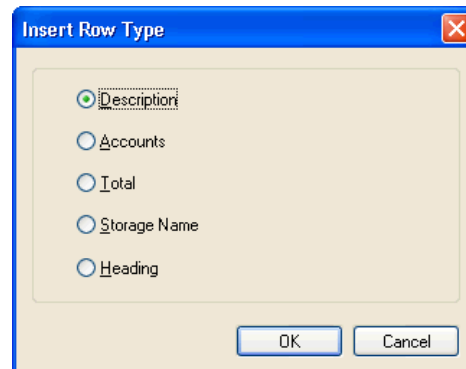 Insert Row Type
Description
Accounts
Total
Storage Name
Heading
OK Cancel